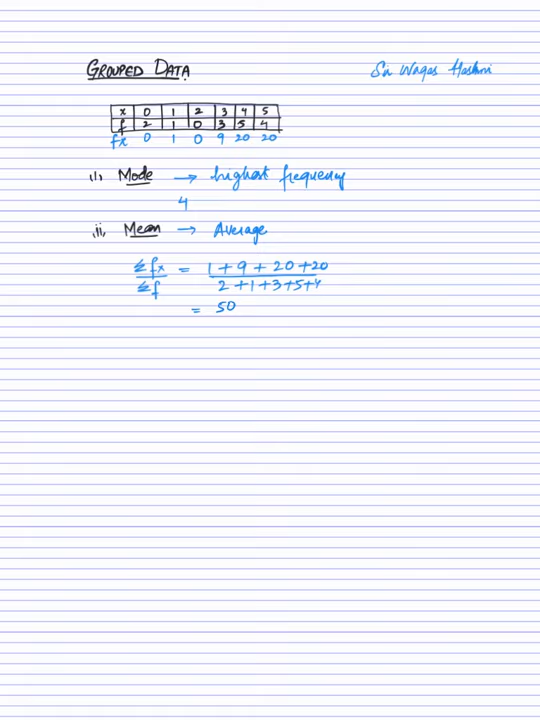 GROUPED DATA
Sir Waqas Hashmi
x 0 1 2 3 4 5
f 2 1 0 3 5 4
fx 0 1 0 9 20 20
(i) Mode → highest frequency
4
(ii) Mean → Average
Σfx = 1 + 9 + 20 + 20
Σf 2 + 1 + 3 + 5 + 4
= 50